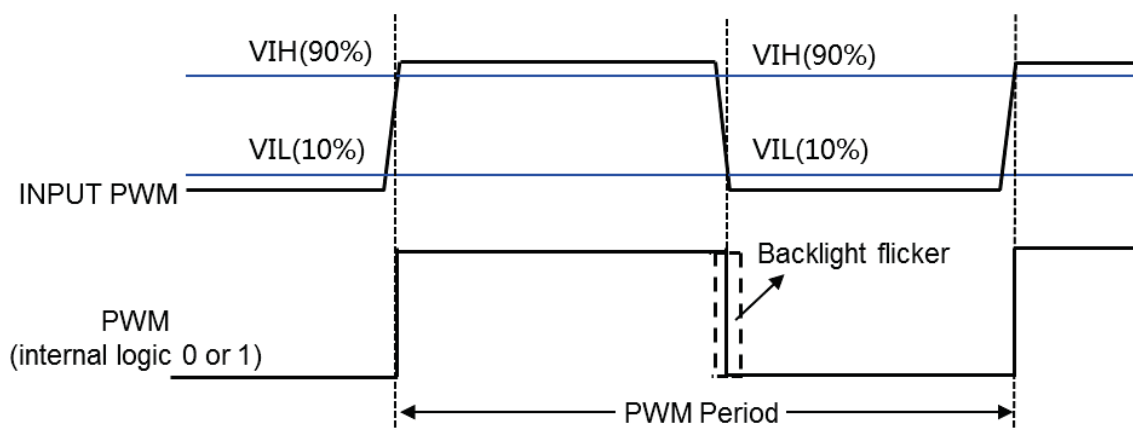 VIH(90%)
VIH(90%)
VIL(10%)
VIL(10%)
INPUT PWM
Backlight flicker
PWM
(internal logic 0 or 1)
PWM Period